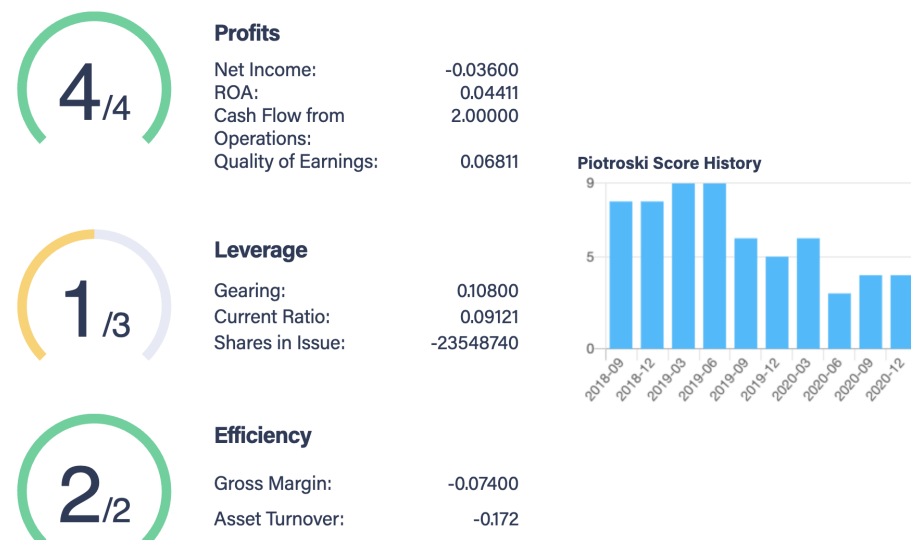 4/4
Profits
Net Income: -0.03600
ROA: 0.04411
Cash Flow from 2.00000
Operations:
Quality of Earnings: 0.06811
1/3
Leverage
Gearing: 0.10800
Current Ratio: 0.09121
Shares in Issue: -23548740
2/2
Efficiency
Gross Margin: -0.07400
Asset Turnover: -0.172
Piotroski Score History
9
5
0
2018-09 2018-12 2019-03 2019-06 2019-09 2019-12 2020-03 2020-06 2020-09 2020-12